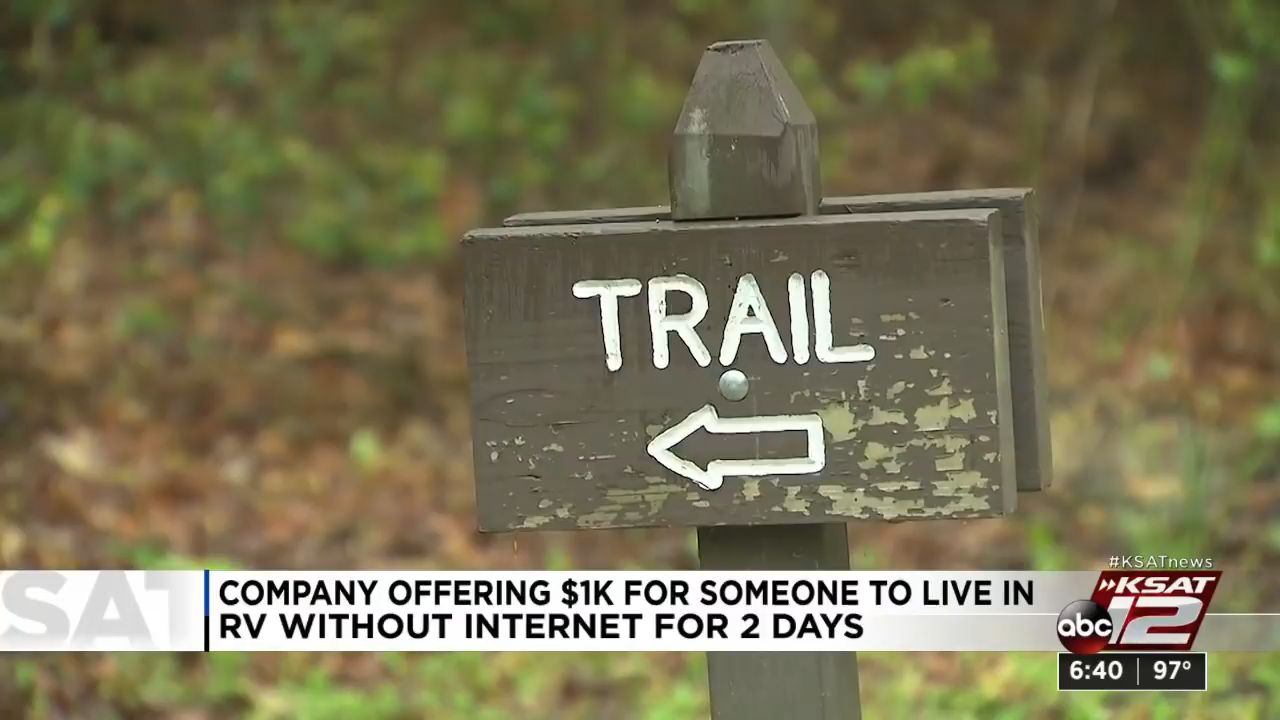 TRAIL
#KSATnews
SAT
COMPANY OFFERING $1K FOR SOMEONE TO LIVE IN
RV WITHOUT INTERNET FOR 2 DAYS
»KSAT
abc 12
6:40 | 97°